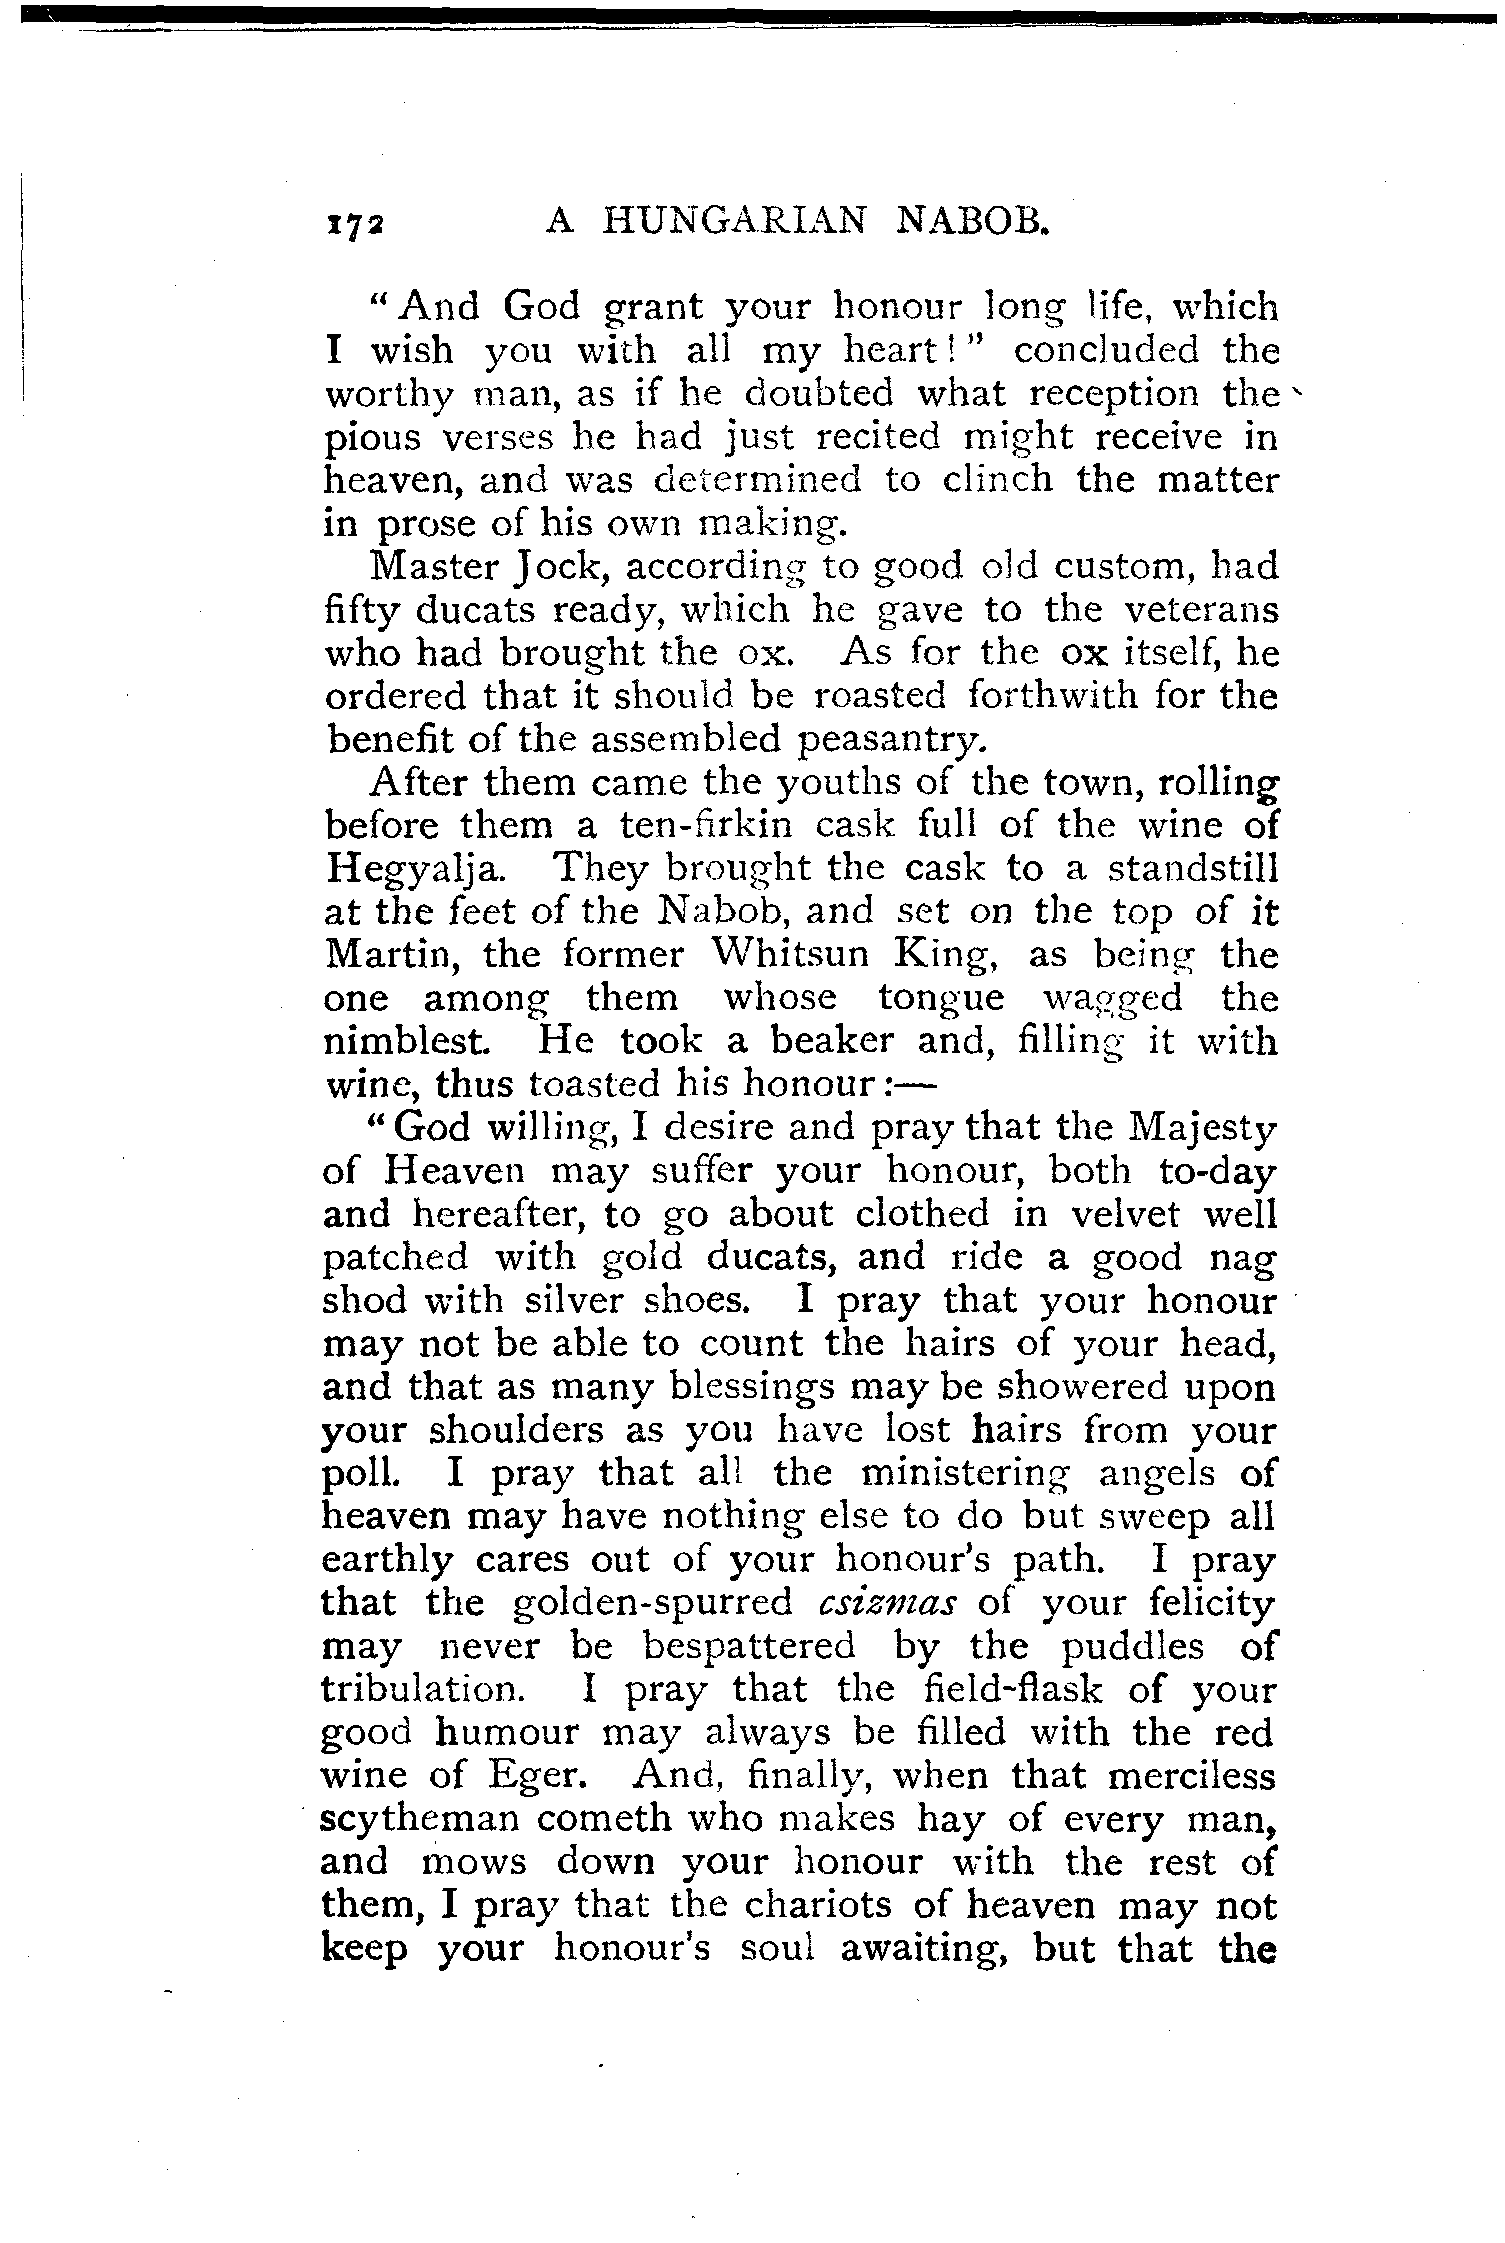 172 A HUNGARIAN NABOB.
“ And God grant your honour long life, which
I wish you with all my heart ! ” concluded the
worthy man, as if he doubted what reception the
pious verses he had just recited might receive in
heaven, and was determined to clinch the matter
in prose of his own making.
Master Jock, according to good old custom, had
fifty ducats ready, which he gave to the veterans
who had brought the ox. As for the ox itself, he
ordered that it should be roasted forthwith for the
benefit of the assembled peasantry.
After them came the youths of the town, rolling
before them a ten-firkin cask full of the wine of
Hegyalja. They brought the cask to a standstill
at the feet of the Nabob, and set on the top of it
Martin, the former Whitsun King, as being the
one among them whose tongue wagged the
nimblest. He took a beaker and, filling it with
wine, thus toasted his honour :—
“ God willing, I desire and pray that the Majesty
of Heaven may suffer your honour, both to-day
and hereafter, to go about clothed in velvet well
patched with gold ducats, and ride a good nag
shod with silver shoes. I pray that your honour
may not be able to count the hairs of your head,
and that as many blessings may be showered upon
your shoulders as you have lost hairs from your
poll. I pray that all the ministering angels of
heaven may have nothing else to do but sweep all
earthly cares out of your honour's path. I pray
that the golden-spurred csizmas of your felicity
may never be bespattered by the puddles of
tribulation. I pray that the field-flask of your
good humour may always be filled with the red
wine of Eger. And, finally, when that merciless
scytheman cometh who makes hay of every man,
and mows down your honour with the rest of
them, I pray that the chariots of heaven may not
keep your honour's soul awaiting, but that the